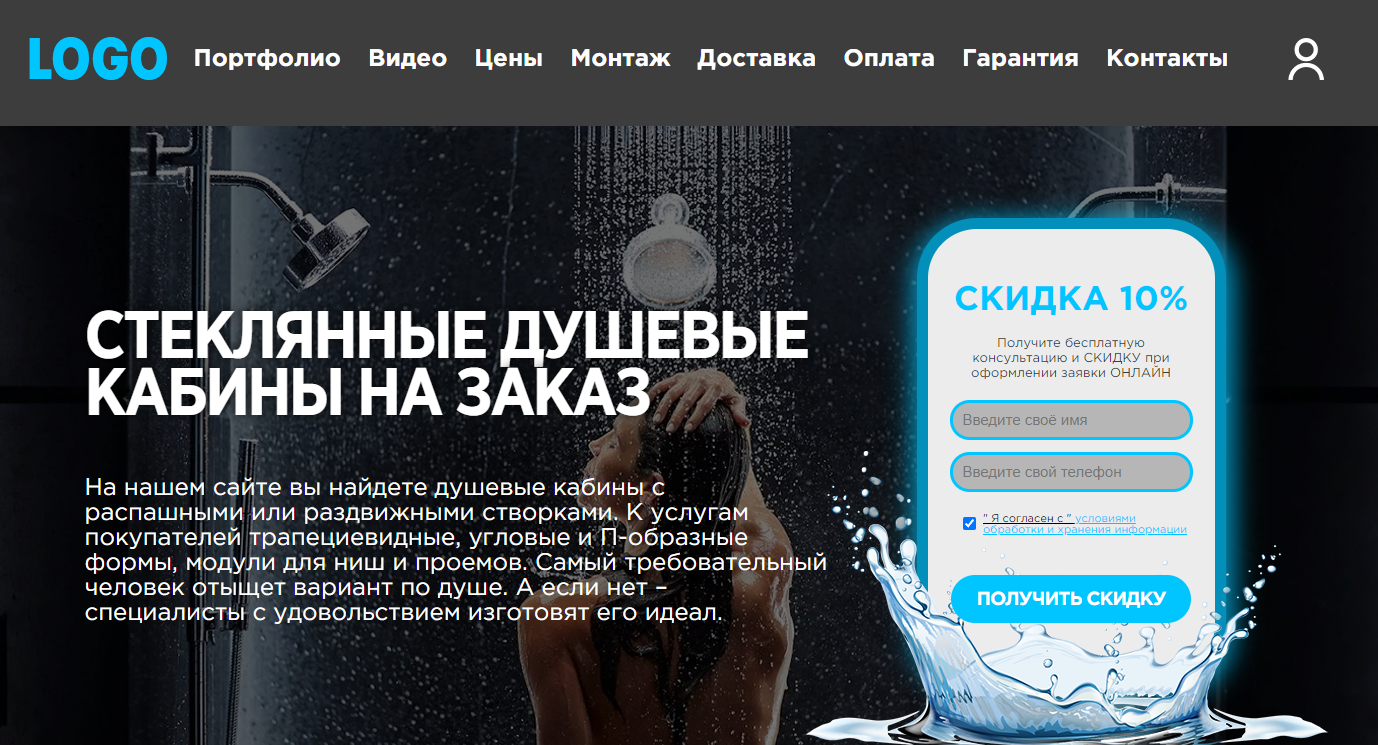 LOGO Портфолио Видео Цены Монтаж Доставка Оплата Гарантия Контакты
СТЕКЛЯННЫЕ ДУШЕВЫЕ
КАБИНЫ НА ЗАКАЗ
На нашем сайте вы найдете душевые кабины с
распашными или раздвижными створками. К услугам
покупателей трапециевидные, угловые и П-образные
формы, модули для ниш и проемов. Самый требовательный
человек отыщет вариант по душе. А если нет –
специалисты с удовольствием изготовят его идеал.
СКИДКА 10%
Получите бесплатную
консультацию и СКИДКУ при
оформлении заявки ОНЛАЙН
Введите своё имя
Введите свой телефон
" Я согласен с " условиями
обработки и хранения информации
ПОЛУЧИТЬ СКИДКУ